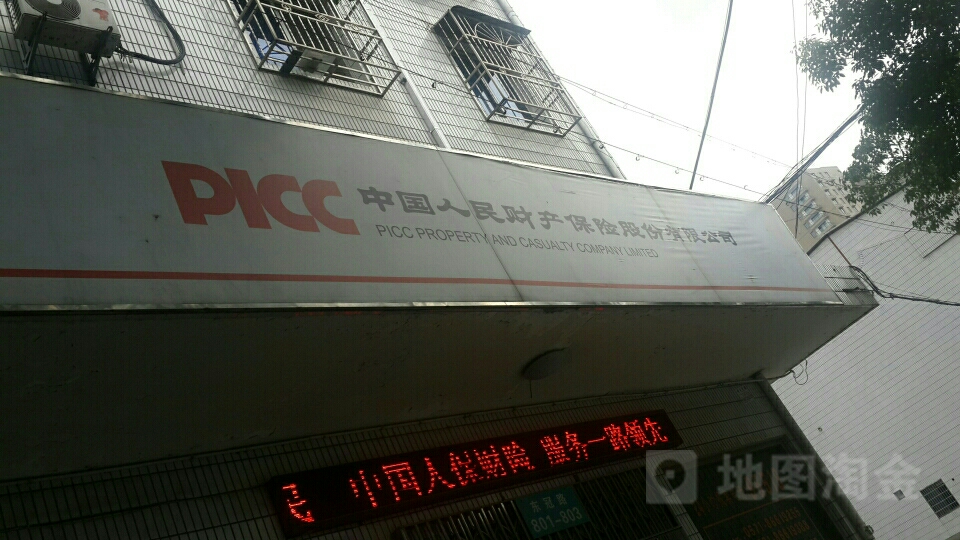 PICC 中国人民财产保险股份有限公司
PICC PROPERTY AND CASUALTY COMPANY LIMITED
中国人保财险 服务一路领先
801-803
地图淘金